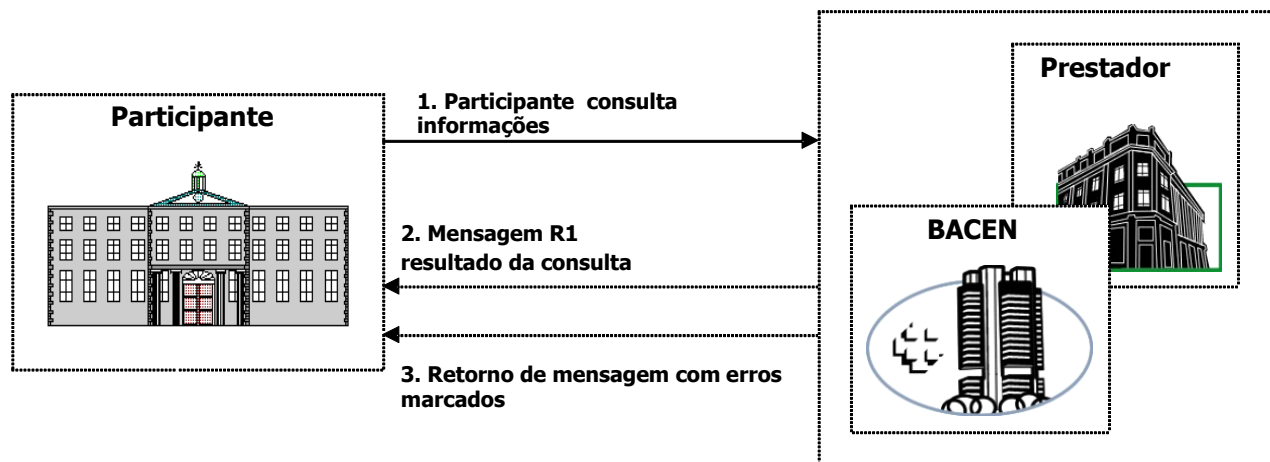 Prestador
Participante
1. Participante consulta
informações
BACEN
2. Mensagem R1
resultado da consulta
3. Retorno de mensagem com erros
marcados